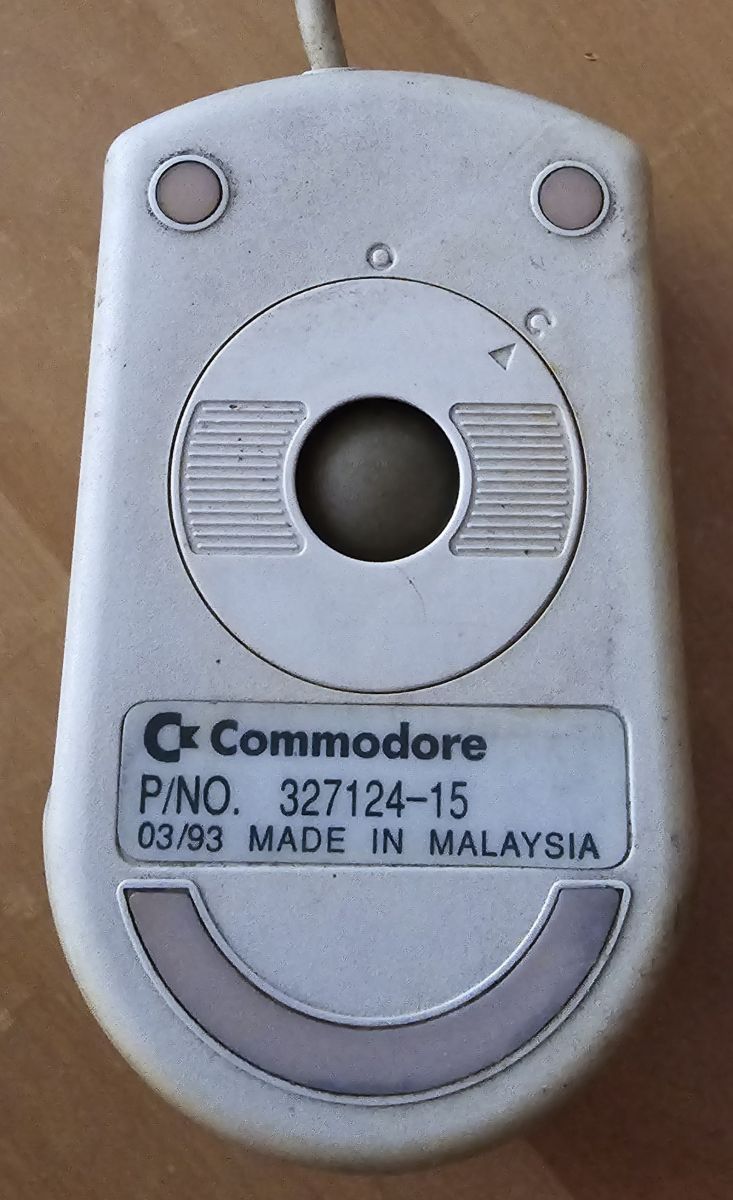 O
C
Commodore
P/NO. 327124-15
03/93 MADE IN MALAYSIA